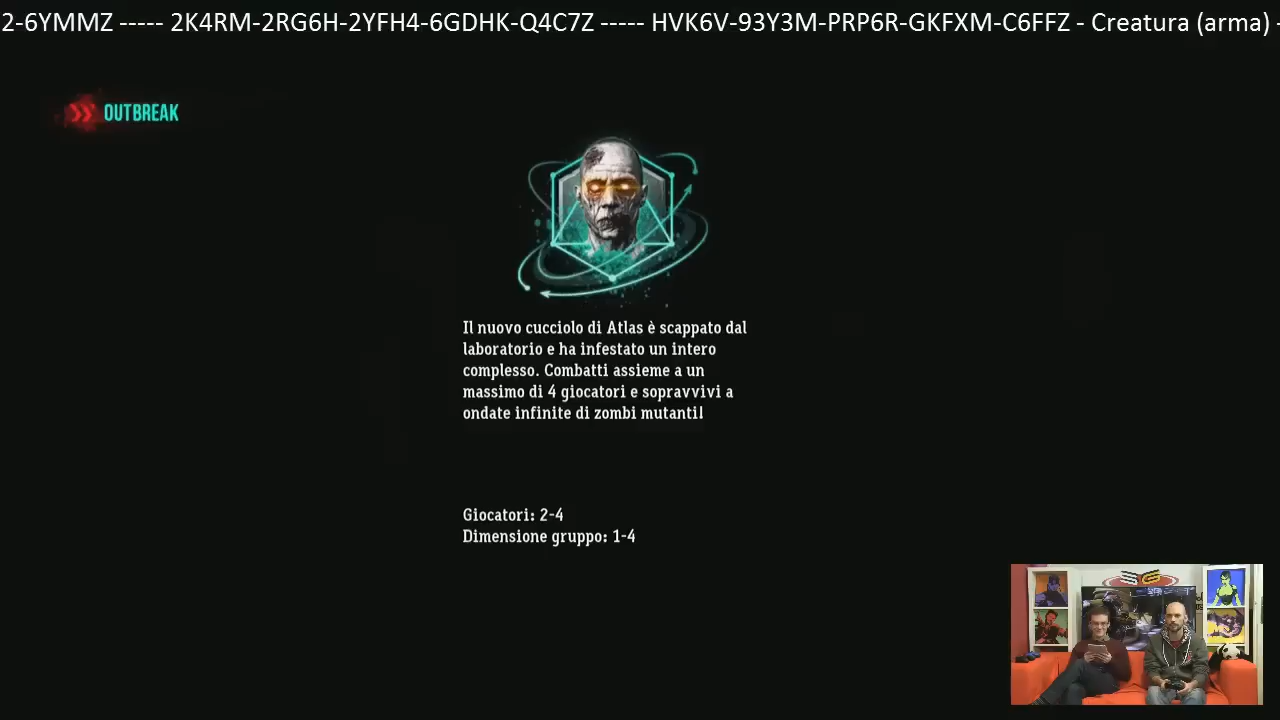 2-6YMMZ ----- 2K4RM-2RG6H-2YFH4-6GDHK-Q4C7Z ----- HVK6V-93Y3M-PRP6R-GKFXM-C6FFZ - Creatura (arma) -
OUTBREAK
Il nuovo cucciolo di Atlas è scappato dal
laboratorio e ha infestato un intero
complesso. Combatti assieme a un
massimo di 4 giocatori e sopravvivi a
ondate infinite di zombi mutanti!
Giocatori: 2-4
Dimensione gruppo: 1-4